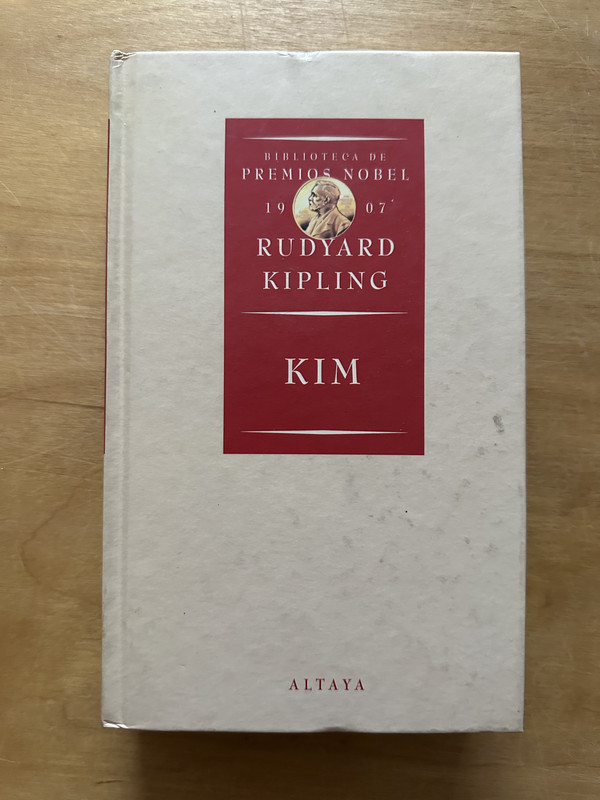 BIBLIOTECA DE
PREMIOS NOBEL
19 07
RUDYARD
KIPLING
KIM
ALTAYA